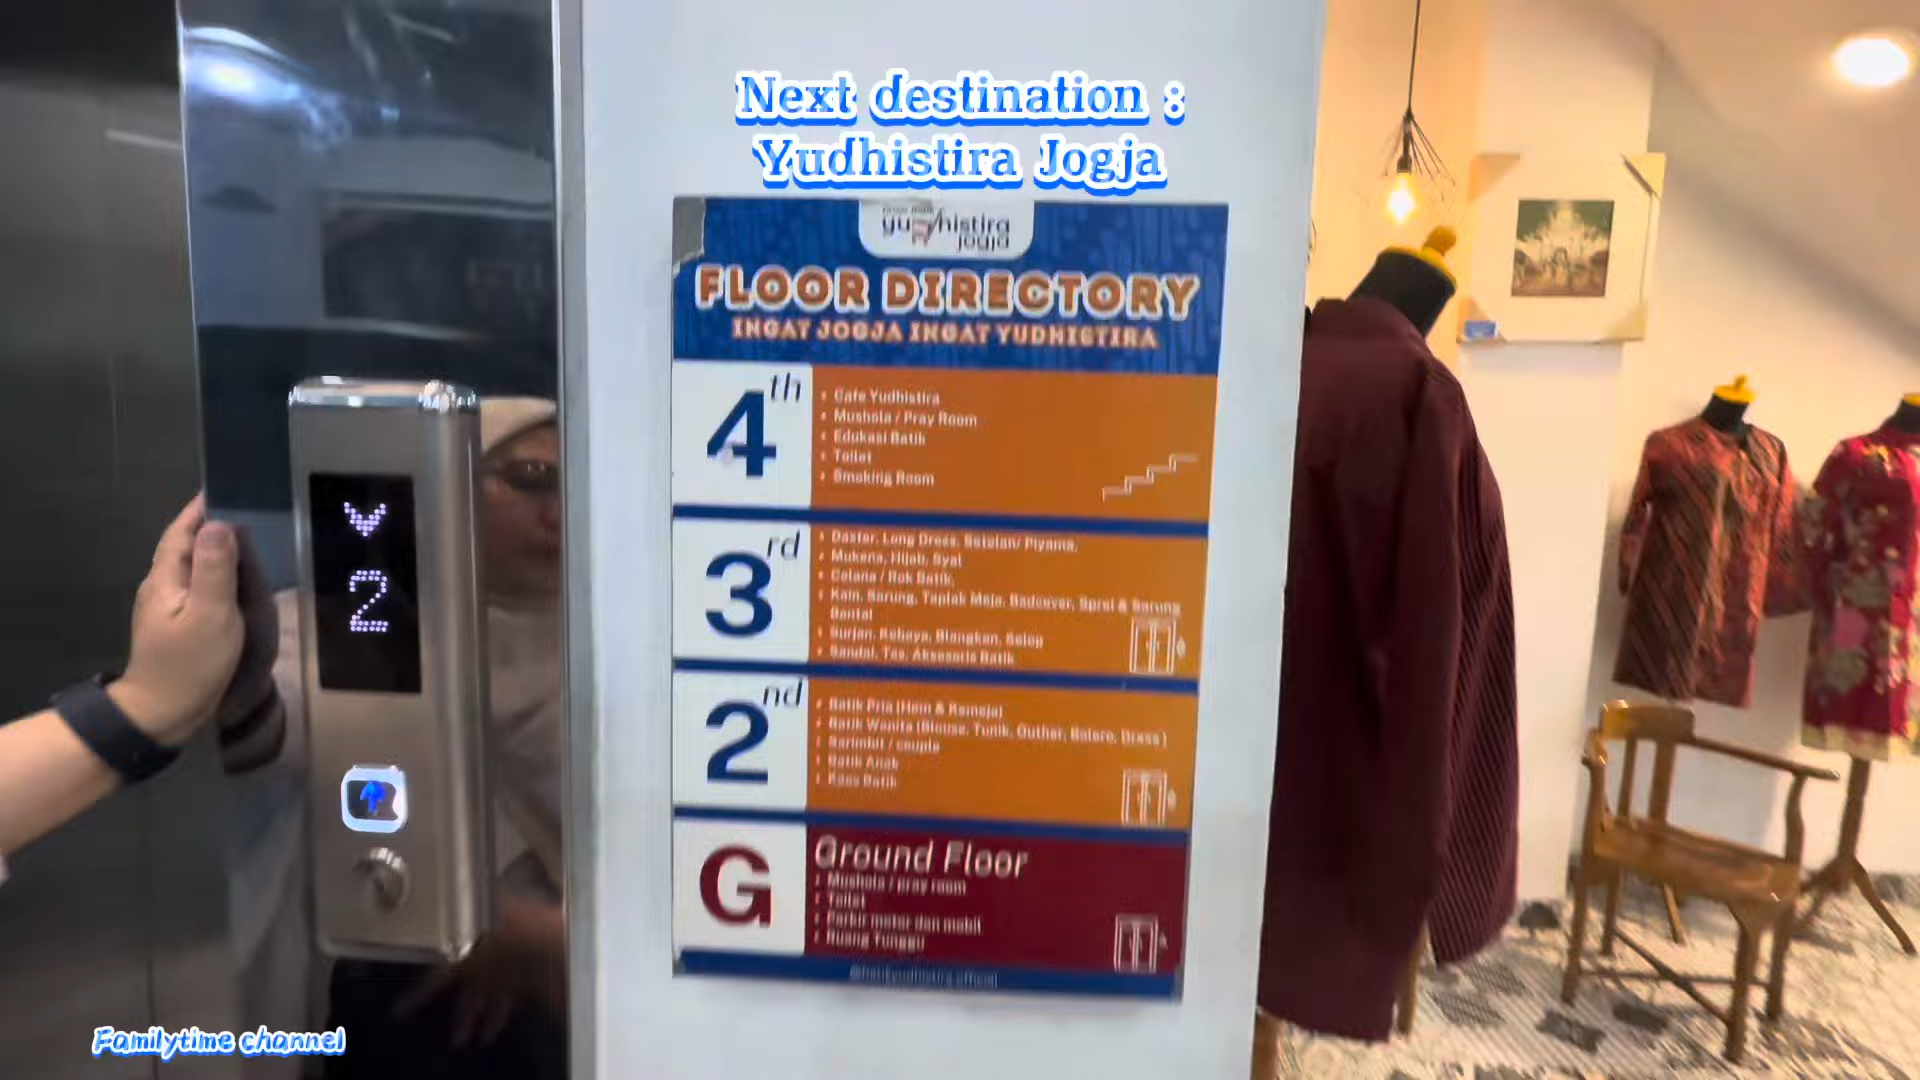 Next destination :
Yudhistira Jogja
yudhistira
jogja
FLOOR DIRECTORY
INGAT JOGJA INGAT YUDHISTIRA
4th
• Cafe Yudhistira
• Mushola / Pray Room
• Edukasi Batik
• Toilet
• Smoking Room
3rd
• Daster, Long Dress, Setelan/ Piyama,
• Mukena, Hijab, Syal
• Celana / Rok Batik,
• Kain, Sarung, Taplak Meja, Bedcover, Sprei & Sarung
Bantal
• Surjan, Kebaya, Blangkon, Selop
• Sandal, Tas, Aksesoris Batik
2nd
• Batik Pria (Hem & Kemeja)
• Batik Wanita (Blouse, Tunik, Outher, Bolero, Dress)
• Sarimbit / couple
• Batik Anak
• Kaos Batik
G
Ground Floor
• Mushola / pray room
• Toilet
• Parkir motor dan mobil
• Ruang Tunggu
2
Familytime channel